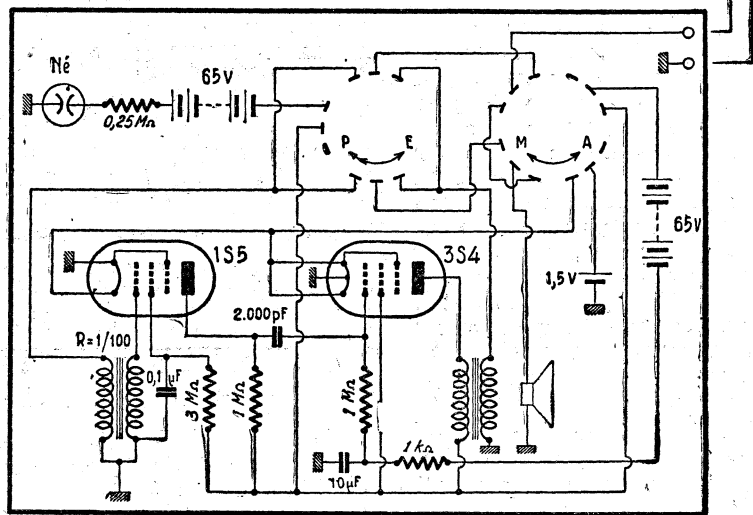 Né
65V
0,25 MΩ
P E
M A
65V
1,5V
1S5
3S4
2.000pF
R=1/100
0,1 µF
3 MΩ
1 MΩ
1 MΩ
1 kΩ
10µF